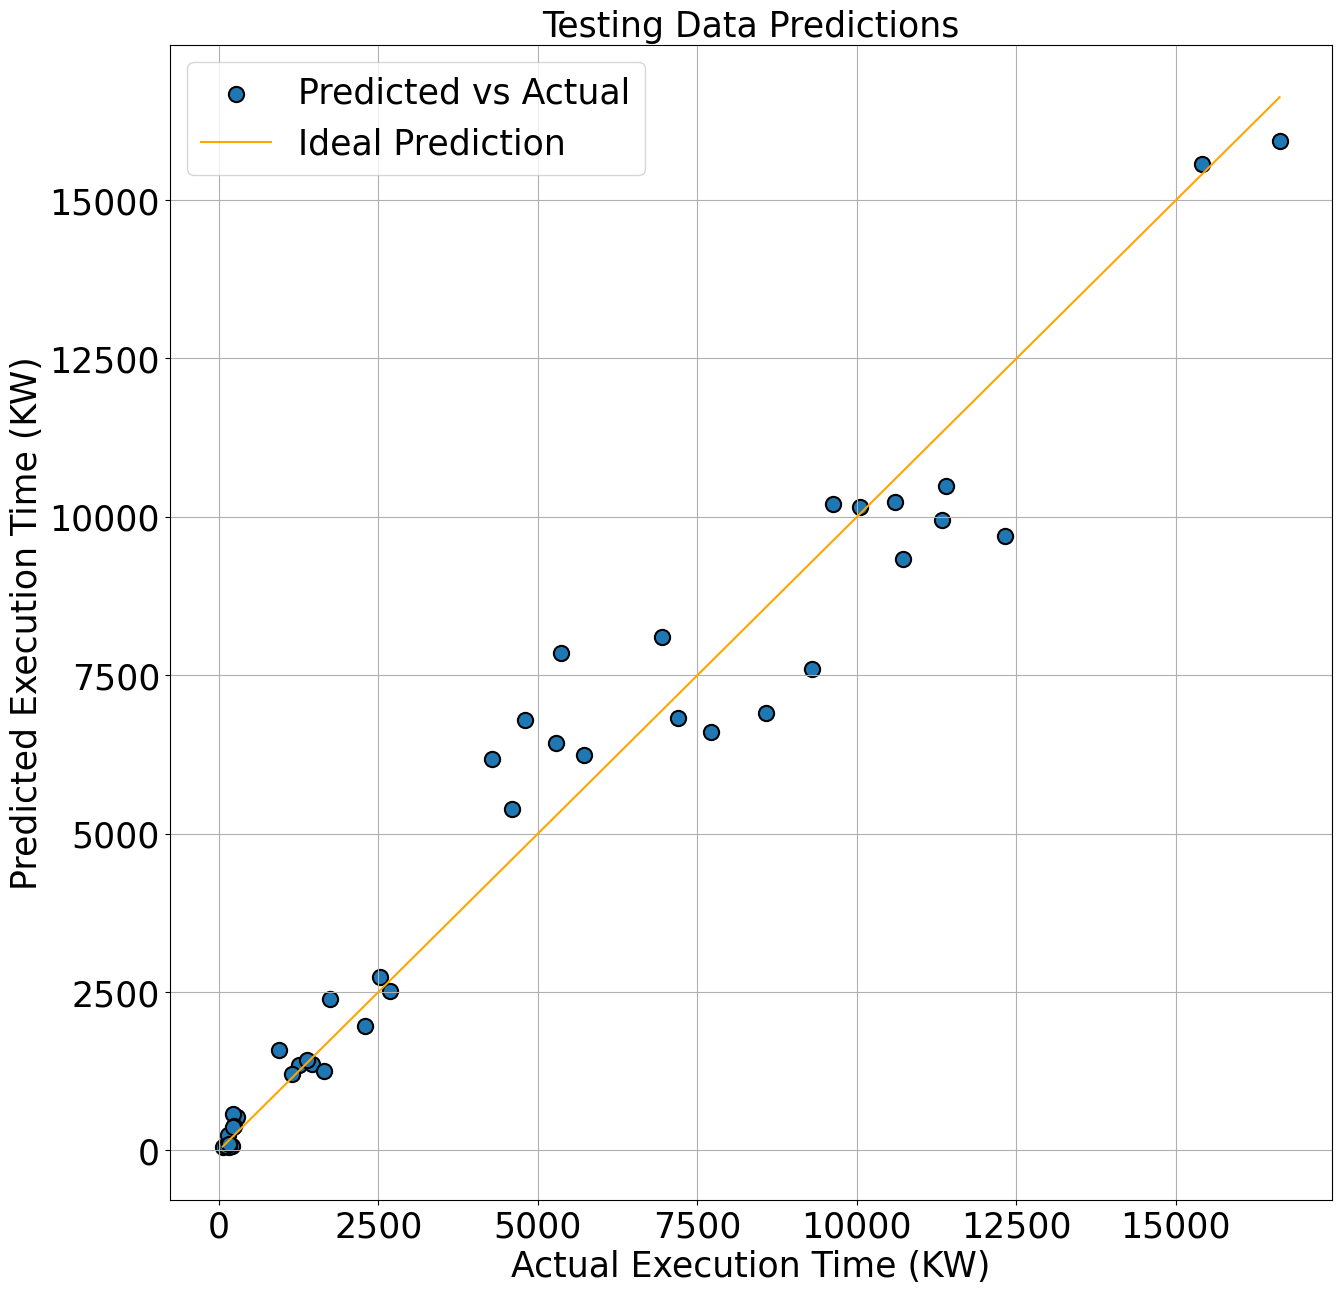 Testing Data Predictions
Predicted vs Actual
Ideal Prediction
Predicted Execution Time (KW)
15000
12500
10000
7500
5000
2500
0
0 2500 5000 7500 10000 12500 15000
Actual Execution Time (KW)